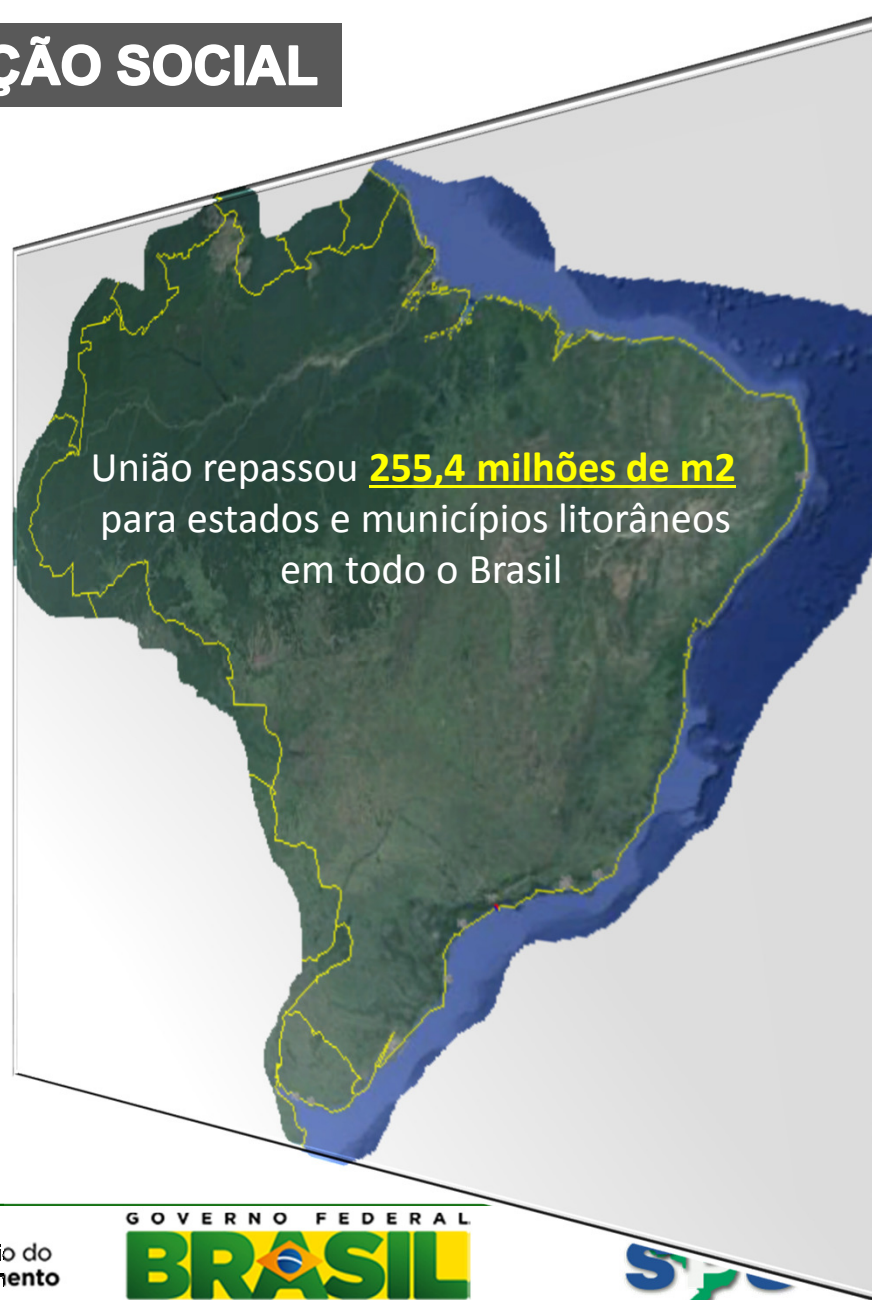 ÇÃO SOCIAL
União repassou 255,4 milhões de m2
para estados e municípios litorâneos
em todo o Brasil
GOVERNO FEDERAL
io do
BRASIL
mento